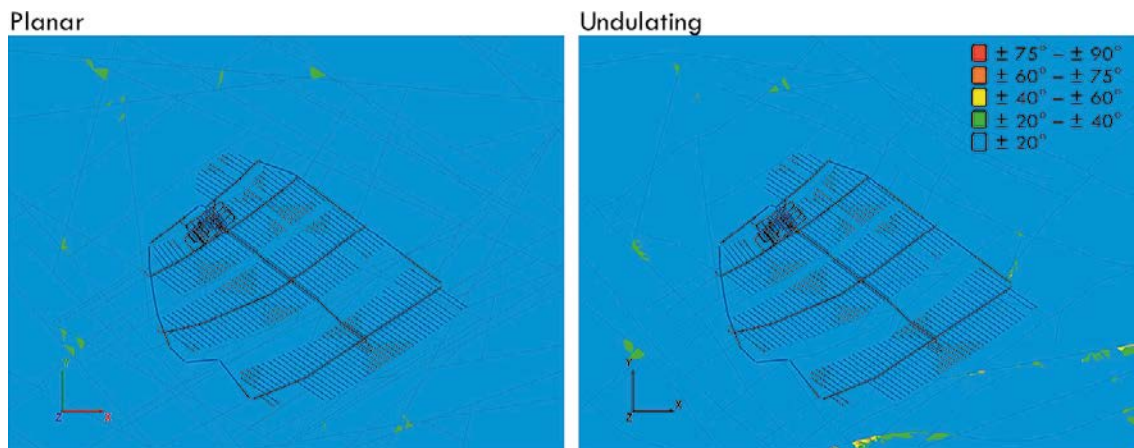 Planar
Undulating
± 75° – ± 90°
± 60° – ± 75°
± 40° – ± 60°
± 20° – ± 40°
± 20°
Y
Z
X
Y
Z
X